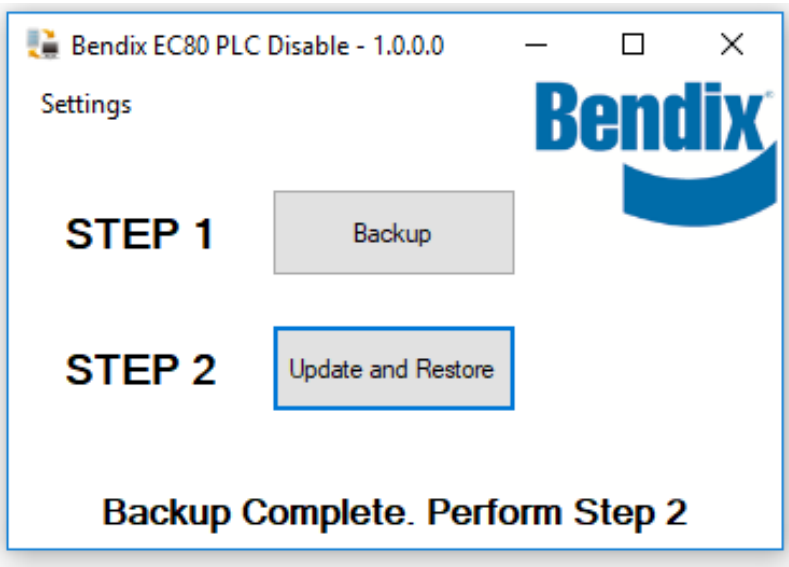 Bendix EC80 PLC Disable - 1.0.0.0
Settings
Bendix
STEP 1
Backup
STEP 2
Update and Restore
Backup Complete. Perform Step 2